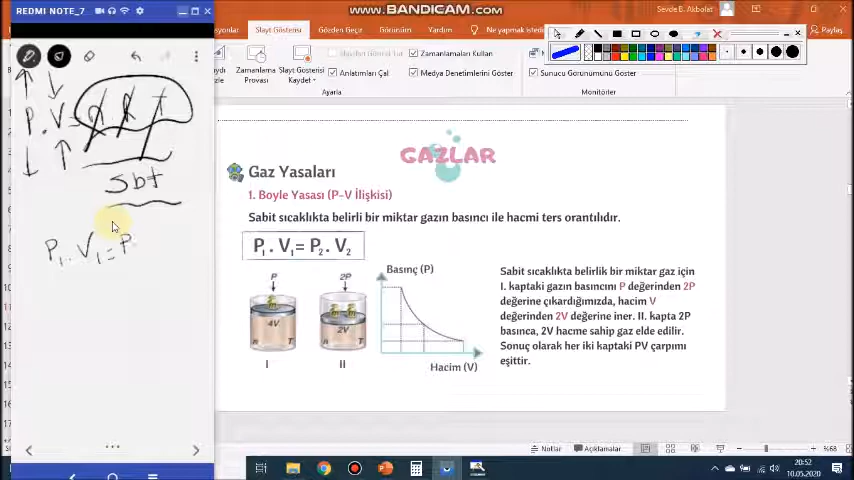 REDMI NOTE_7
www.BANDICAM.com
Sevde B. Akbolat
Slayt Gösterisi
Gözden Geçir
Görünüm
Yardım
Ne yapmak istersiniz
Paylaş
Zamanlama Provası
Slayt Gösterisi Kaydet
Zamanlamaları Kullan
Anlatımları Çal
Medya Denetimlerini Göster
Sunucu Görünümünü Göster
Ayarla
Monitörler
P . V = n . R . T
Sbt
P₁ . V₁ = P
GAZLAR
Gaz Yasaları
1. Boyle Yasası (P-V İlişkisi)
Sabit sıcaklıkta belirli bir miktar gazın basıncı ile hacmi ters orantılıdır.
P₁ . V₁ = P₂ . V₂
P
2P
4V
2V
n T
n T
I
II
Basınç (P)
Hacim (V)
Sabit sıcaklıkta belirlik bir miktar gaz için
I. kaptaki gazın basıncını P değerinden 2P
değerine çıkardığımızda, hacim V
değerinden 2V değerine iner. II. kapta 2P
basınca, 2V hacme sahip gaz elde edilir.
Sonuç olarak her iki kaptaki PV çarpımı
eşittir.
Notlar
Açıklamalar
%68
20:52
10.05.2020